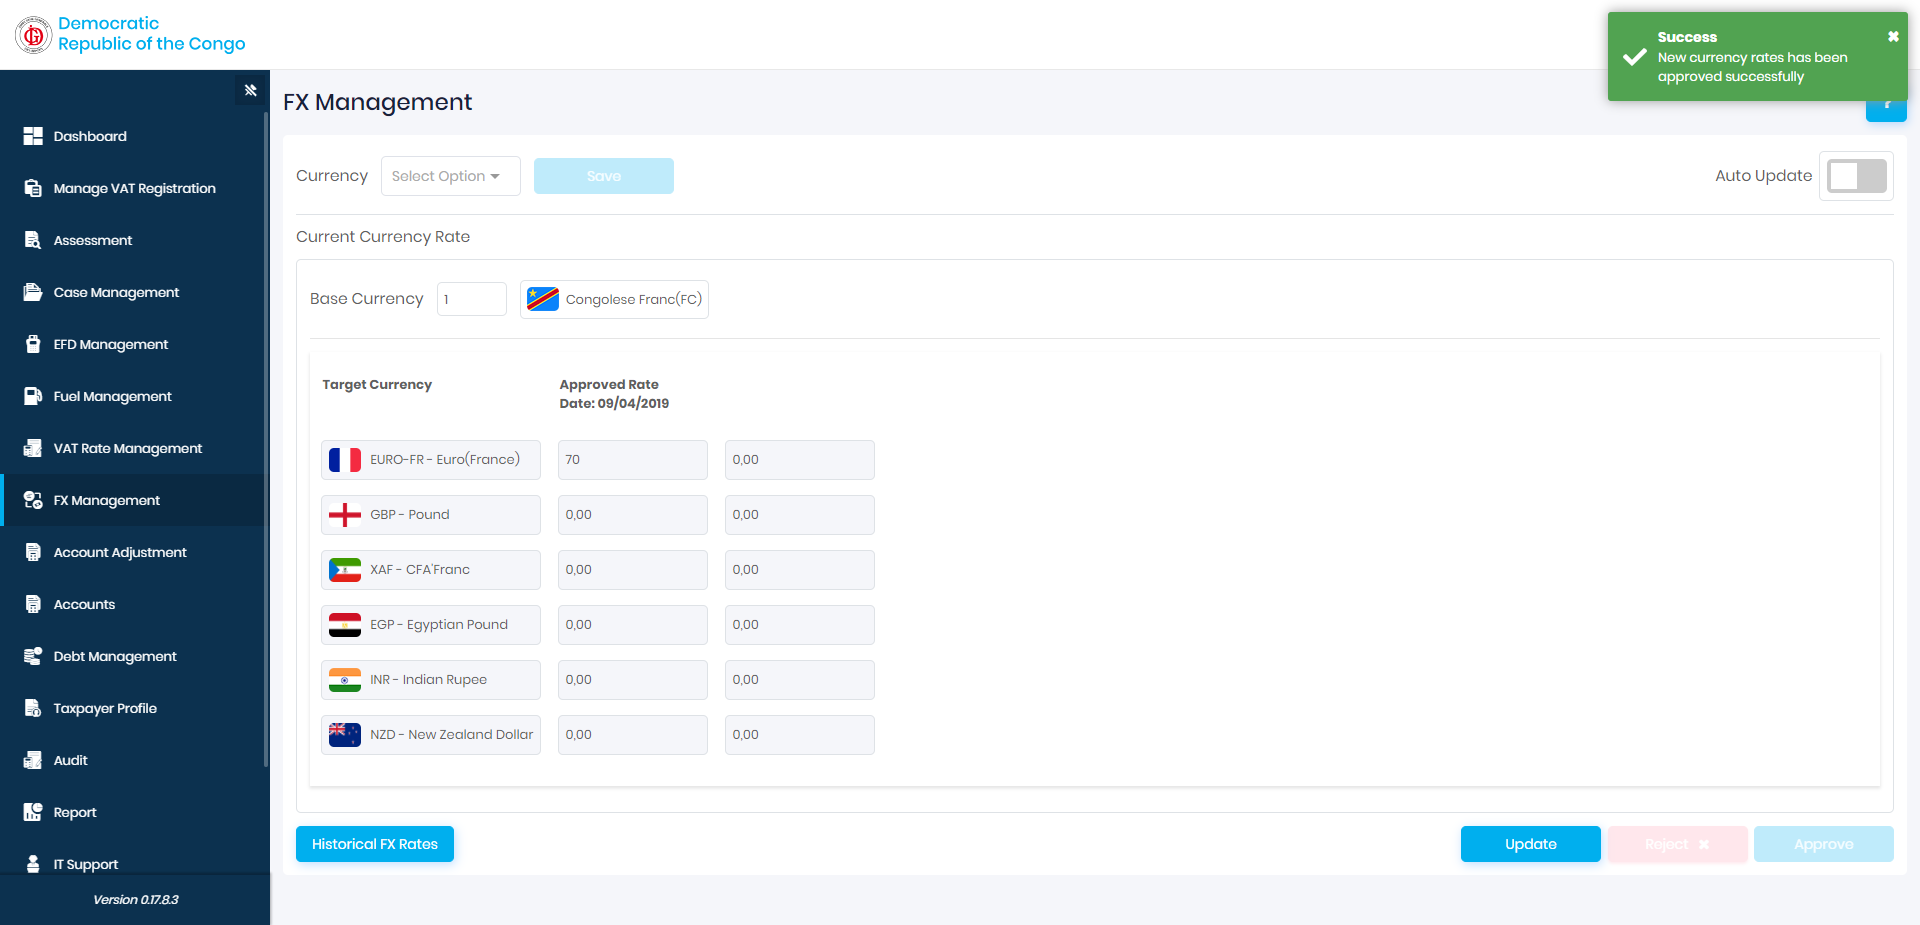 Democratic
Republic of the Congo
Success
New currency rates has been
approved successfully
FX Management
?
Dashboard
Manage VAT Registration
Assessment
Case Management
EFD Management
Fuel Management
VAT Rate Management
FX Management
Account Adjustment
Accounts
Debt Management
Taxpayer Profile
Audit
Report
IT Support
Version 0.17.8.3
Currency
Select Option
Save
Auto Update
Current Currency Rate
Base Currency
1
Congolese Franc(FC)
Target Currency
Approved Rate
Date: 09/04/2019
EURO-FR - Euro(France)
70
0,00
GBP - Pound
0,00
0,00
XAF - CFA'Franc
0,00
0,00
EGP - Egyptian Pound
0,00
0,00
INR - Indian Rupee
0,00
0,00
NZD - New Zealand Dollar
0,00
0,00
Historical FX Rates
Update
Reject
Approve